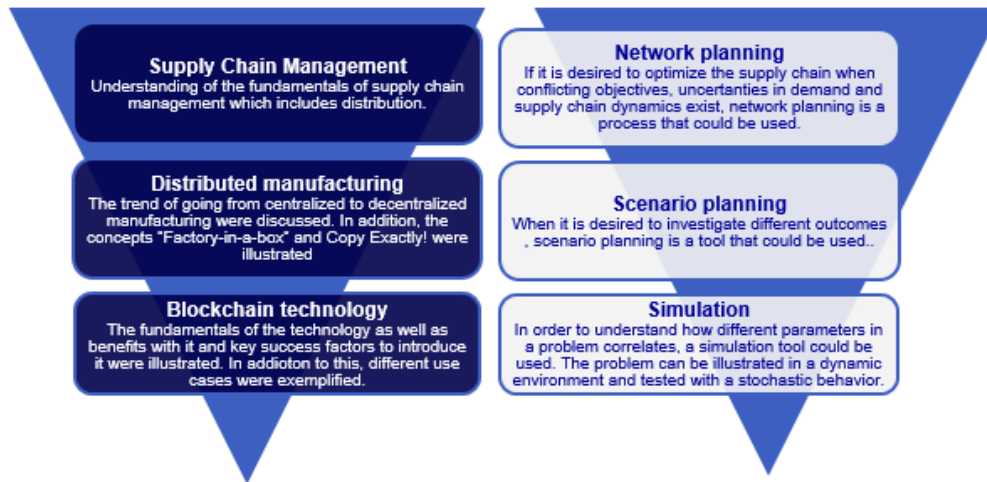 Supply Chain Management
Understanding of the fundamentals of supply chain
management which includes distribution.
Distributed manufacturing
The trend of going from centralized to decentralized
manufacturing were discussed. In addition, the
concepts "Factory-in-a-box" and Copy Exactly! were
illustrated
Blockchain technology
The fundamentals of the technology as well as
benefits with it and key success factors to introduce
it were illustrated. In addioton to this, different use
cases were exemplified.
Network planning
If it is desired to optimize the supply chain when
conflicting objectives, uncertanties in demand and
supply chain dynamics exist, network planning is a
process that could be used.
Scenario planning
When it is desired to investigate different outcomes
, scenario planning is a tool that could be used..
Simulation
In order to understand how different parameters in
a problem correlates, a simulation tool could be
used. The problem can be illustrated in a dynamic
environment and tested with a stochastic behavior.